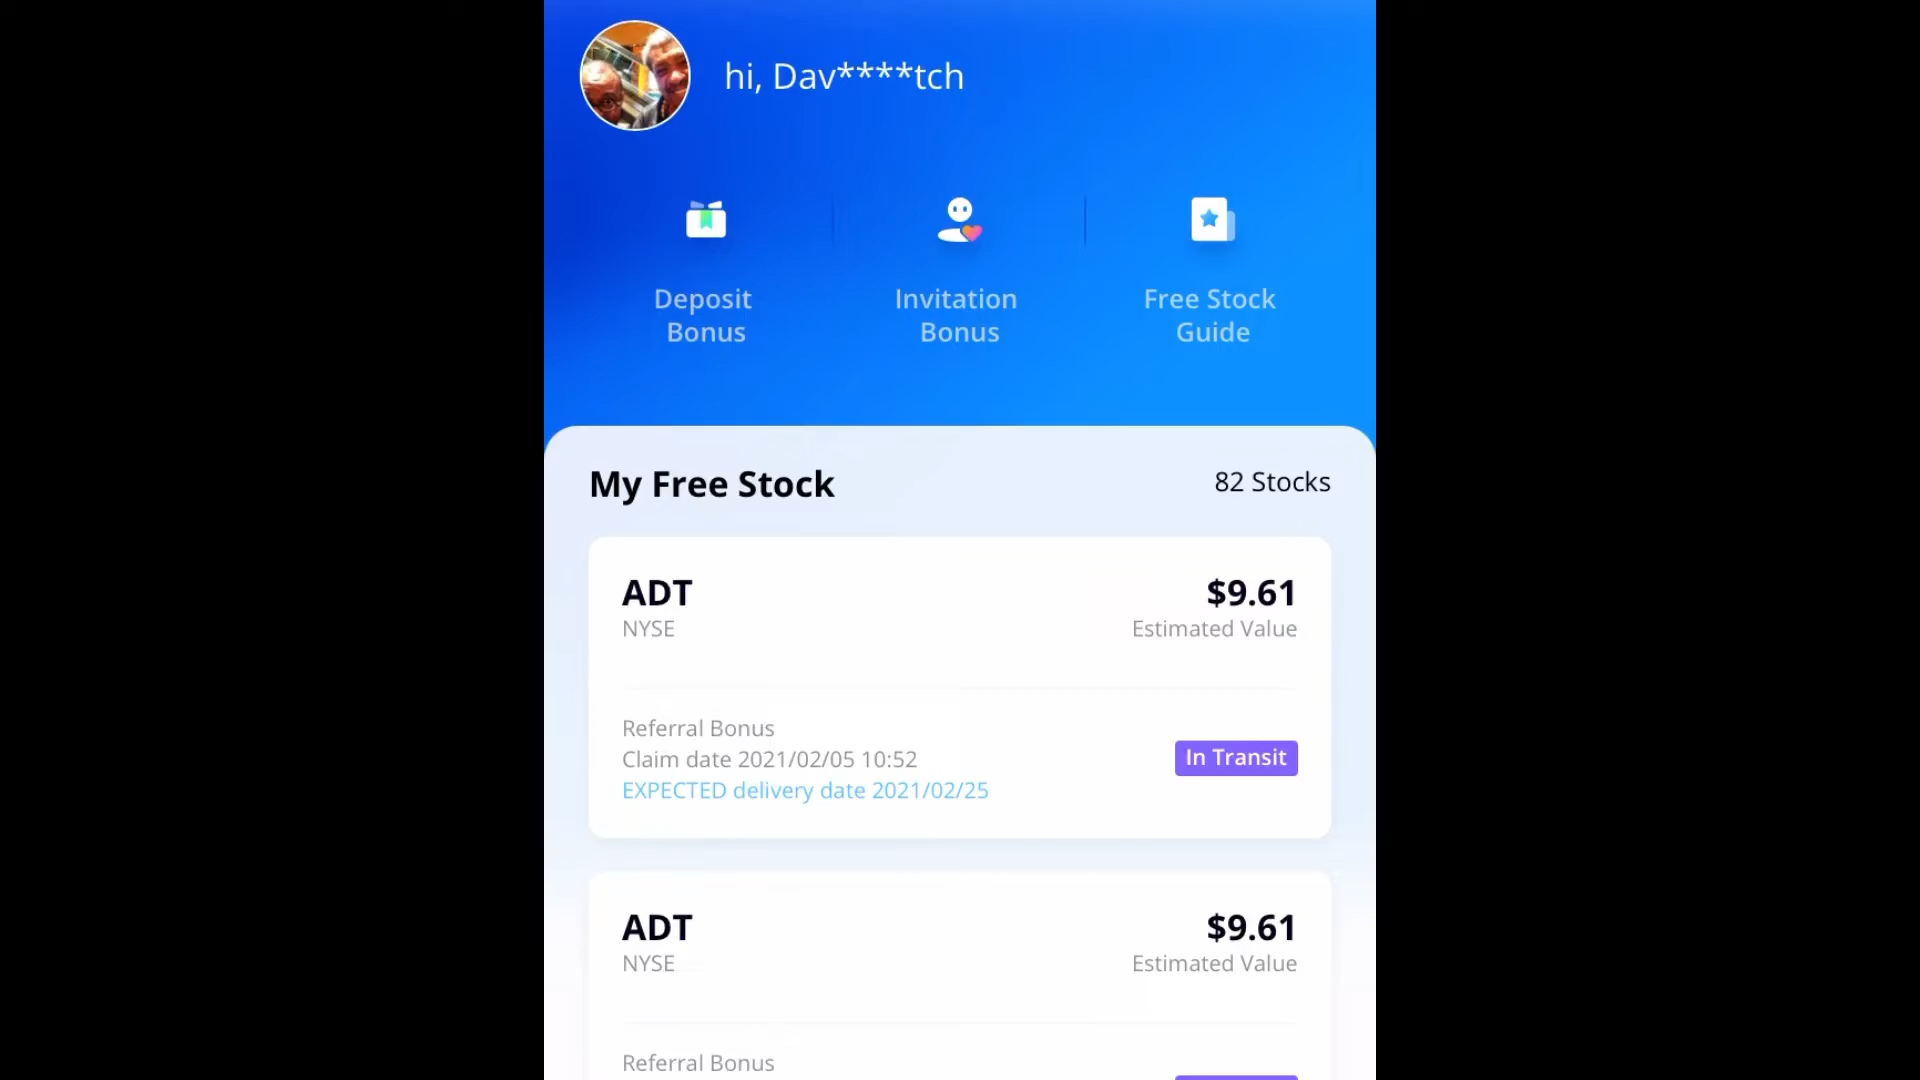 hi, Dav****tch
Deposit
Bonus
Invitation
Bonus
Free Stock
Guide
My Free Stock
82 Stocks
ADT
$9.61
NYSE
Estimated Value
Referral Bonus
Claim date 2021/02/05 10:52
In Transit
EXPECTED delivery date 2021/02/25
ADT
$9.61
NYSE
Estimated Value
Referral Bonus